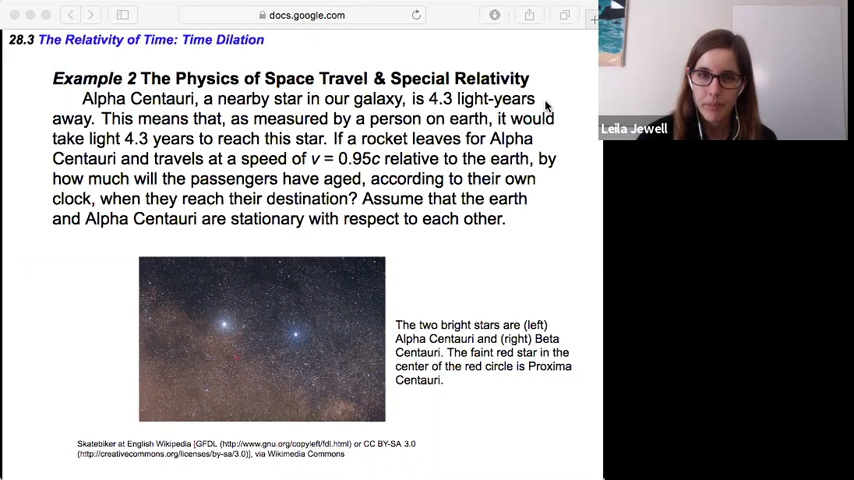 docs.google.com
28.3 The Relativity of Time: Time Dilation
Example 2 The Physics of Space Travel & Special Relativity
Alpha Centauri, a nearby star in our galaxy, is 4.3 light-years
away. This means that, as measured by a person on earth, it would
take light 4.3 years to reach this star. If a rocket leaves for Alpha
Centauri and travels at a speed of v = 0.95c relative to the earth, by
how much will the passengers have aged, according to their own
clock, when they reach their destination? Assume that the earth
and Alpha Centauri are stationary with respect to each other.
The two bright stars are (left)
Alpha Centauri and (right) Beta
Centauri. The faint red star in the
center of the red circle is Proxima
Centauri.
Skatebiker at English Wikipedia [GFDL (http://www.gnu.org/copyleft/fdl.html) or CC BY-SA 3.0
(http://creativecommons.org/licenses/by-sa/3.0)], via Wikimedia Commons
Leila Jewell